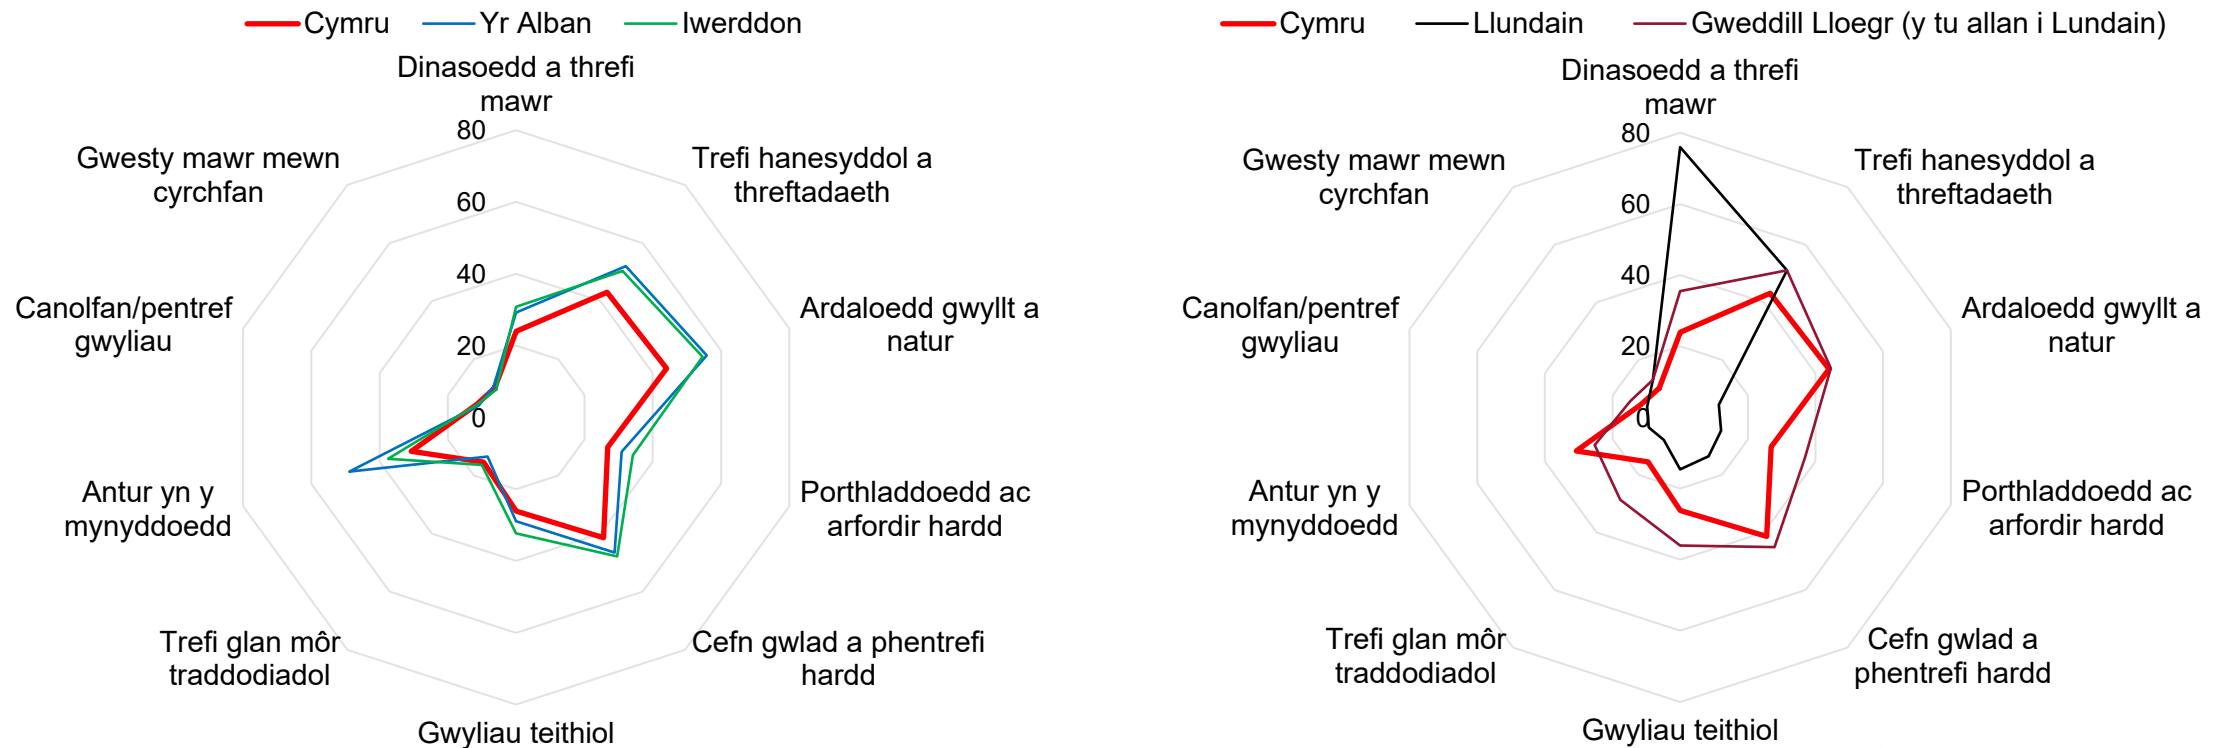 Cymru
Yr Alban
Iwerddon
Dinasoedd a threfi
mawr
Trefi hanesyddol a
threftadaeth
Ardaloedd gwyllt a
natur
Porthladdoedd ac
arfordir hardd
Cefn gwlad a phentrefi
hardd
Gwyliau teithiol
Trefi glan môr
traddodiadol
Antur yn y
mynyddoedd
Canolfan/pentref
gwyliau
Gwesty mawr mewn
cyrchfan
80
60
40
20
0
Cymru
Llundain
Gweddill Lloegr (y tu allan i Lundain)
Dinasoedd a threfi
mawr
Trefi hanesyddol a
threftadaeth
Ardaloedd gwyllt a
natur
Porthladdoedd ac
arfordir hardd
Cefn gwlad a
phentrefi hardd
Gwyliau teithiol
Trefi glan môr
traddodiadol
Antur yn y
mynyddoedd
Canolfan/pentref
gwyliau
Gwesty mawr mewn
cyrchfan
80
60
40
20
0